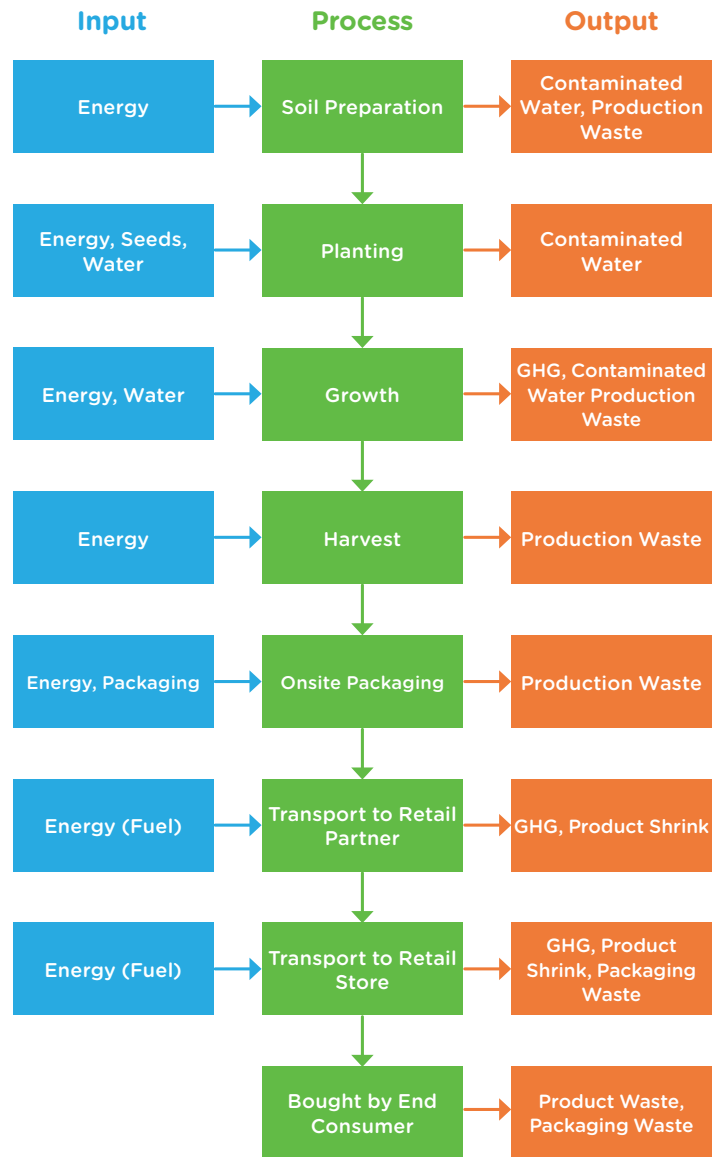 Input
Process
Output
Energy
Soil Preparation
Contaminated
Water, Production
Waste
Energy, Seeds,
Water
Planting
Contaminated
Water
Energy, Water
Growth
GHG, Contaminated
Water Production
Waste
Energy
Harvest
Production Waste
Energy, Packaging
Onsite Packaging
Production Waste
Energy (Fuel)
Transport to Retail
Partner
GHG, Product Shrink
Energy (Fuel)
Transport to Retail
Store
GHG, Product
Shrink, Packaging
Waste
Bought by End
Consumer
Product Waste,
Packaging Waste